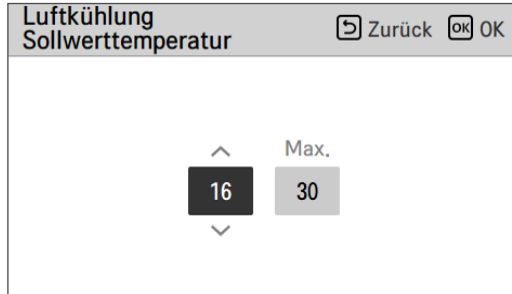 Luftkühlung
Sollwerttemperatur
Zurück OK OK
Max.
16 30